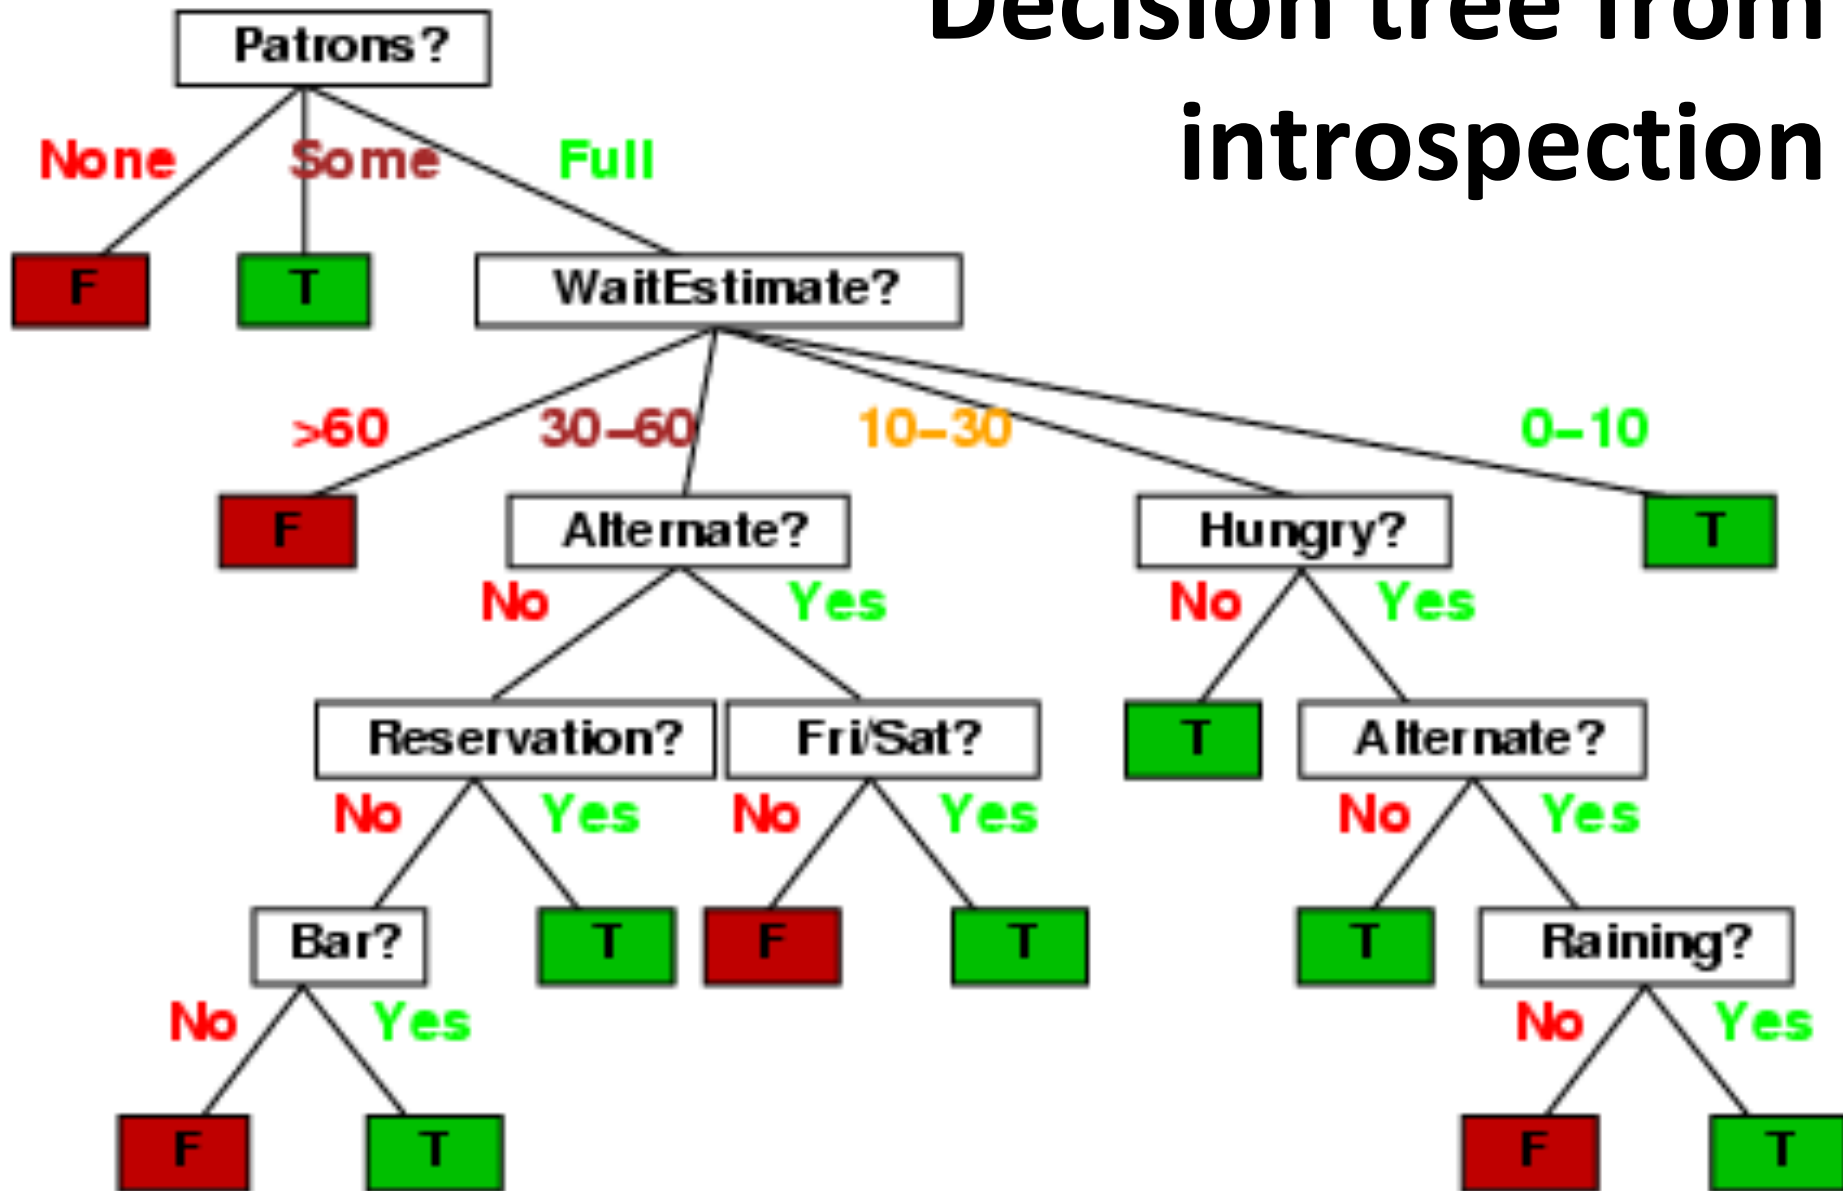 Decision tree from
introspection
Patrons?
None Some Full
F T WaitEstimate?
>60 30–60 10–30 0–10
F Alternate? Hungry? T
No Yes No Yes
Reservation? Fri/Sat? T Alternate?
No Yes No Yes No Yes
Bar? T F T T Raining?
No Yes No Yes
F T F T